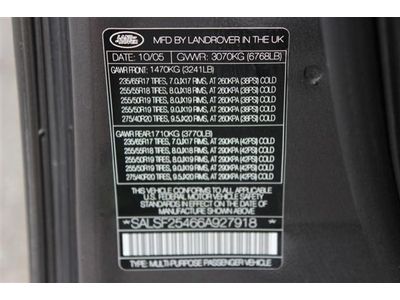 LAND ROVER
MFD BY LANDROVER IN THE UK
DATE: 10/05 GVWR: 3070KG (6768LB)
GAWR FRONT: 1470KG (3241LB)
235/65R17 TIRES, 7.0JX17 RIMS, AT 260KPA (38PSI) COLD
255/55R18 TIRES, 8.0JX18 RIMS, AT 260KPA (38PSI) COLD
255/50R19 TIRES, 8.0JX19 RIMS, AT 260KPA (38PSI) COLD
255/50R19 TIRES, 9.0JX19 RIMS, AT 260KPA (38PSI) COLD
275/40R20 TIRES, 9.5JX20 RIMS, AT 260KPA (38PSI) COLD
GAWR REAR: 1710KG (3770LB)
235/65R17 TIRES, 7.0JX17 RIMS, AT 290KPA (42PSI) COLD
255/55R18 TIRES, 8.0JX18 RIMS, AT 290KPA (42PSI) COLD
255/50R19 TIRES, 8.0JX19 RIMS, AT 290KPA (42PSI) COLD
255/50R19 TIRES, 9.0JX19 RIMS, AT 290KPA (42PSI) COLD
275/40R20 TIRES, 9.5JX20 RIMS, AT 290KPA (42PSI) COLD
THIS VEHICLE CONFORMS TO ALL APPLICABLE
U.S. FEDERAL MOTOR VEHICLE SAFETY STANDARDS
IN EFFECT ON THE DATE OF MANUFACTURE SHOWN ABOVE
*SALSF25466A927918*
TYPE: MULTI-PURPOSE PASSENGER VEHICLE